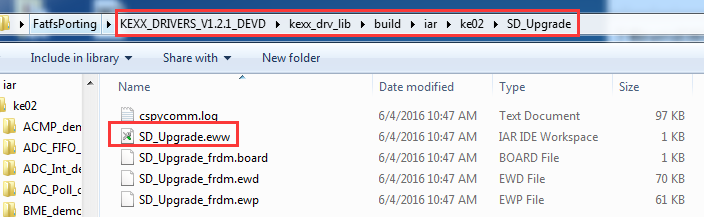 FatfsPorting ▸ KEXX_DRIVERS_V1.2.1_DEVD ▸ kexx_drv_lib ▸ build ▸ iar ▸ ke02 ▸ SD_Upgrade
Include in library ▾ Share with ▾ New folder
iar
ke02
ACMP_dem
ADC_FIFO_
ADC_Int_de
ADC_Poll_d
BME_demo
Name Date modified Type Size
cspycomm.log 6/4/2016 10:47 AM Text Document 97 KB
SD_Upgrade.eww 6/4/2016 10:47 AM IAR IDE Workspace 1 KB
SD_Upgrade_frdm.board 6/4/2016 10:47 AM BOARD File 1 KB
SD_Upgrade_frdm.ewd 6/4/2016 10:47 AM EWD File 70 KB
SD_Upgrade_frdm.ewp 6/4/2016 10:47 AM EWP File 61 KB